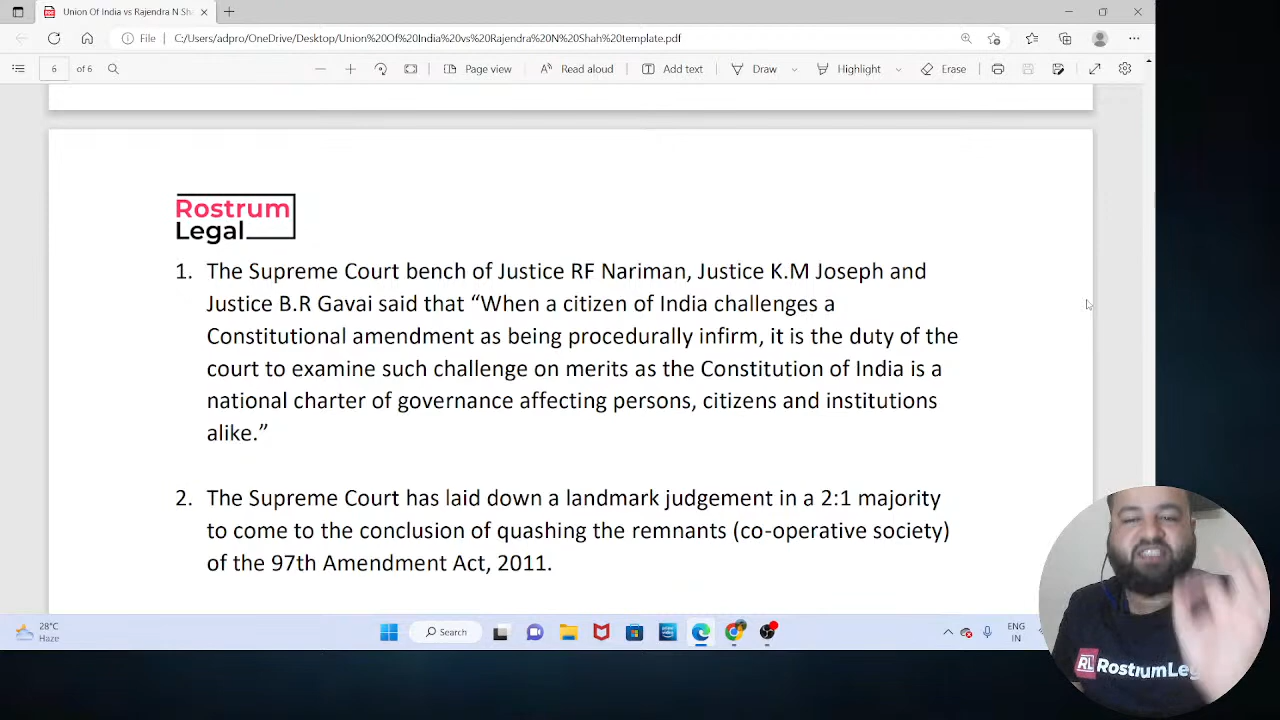 Union Of India vs Rajendra N Sha
File
C:/Users/adpro/OneDrive/Desktop/Union%20Of%20India%20vs%20Rajendra%20N%20Shah%20template.pdf
6 of 6
Page view
Read aloud
Add text
Draw
Highlight
Erase
Rostrum
Legal
1. The Supreme Court bench of Justice RF Nariman, Justice K.M Joseph and
Justice B.R Gavai said that “When a citizen of India challenges a
Constitutional amendment as being procedurally infirm, it is the duty of the
court to examine such challenge on merits as the Constitution of India is a
national charter of governance affecting persons, citizens and institutions
alike.”
2. The Supreme Court has laid down a landmark judgement in a 2:1 majority
to come to the conclusion of quashing the remnants (co-operative society)
of the 97th Amendment Act, 2011.
28°C
Haze
Search
ENG
IN
RL RostrumLeg